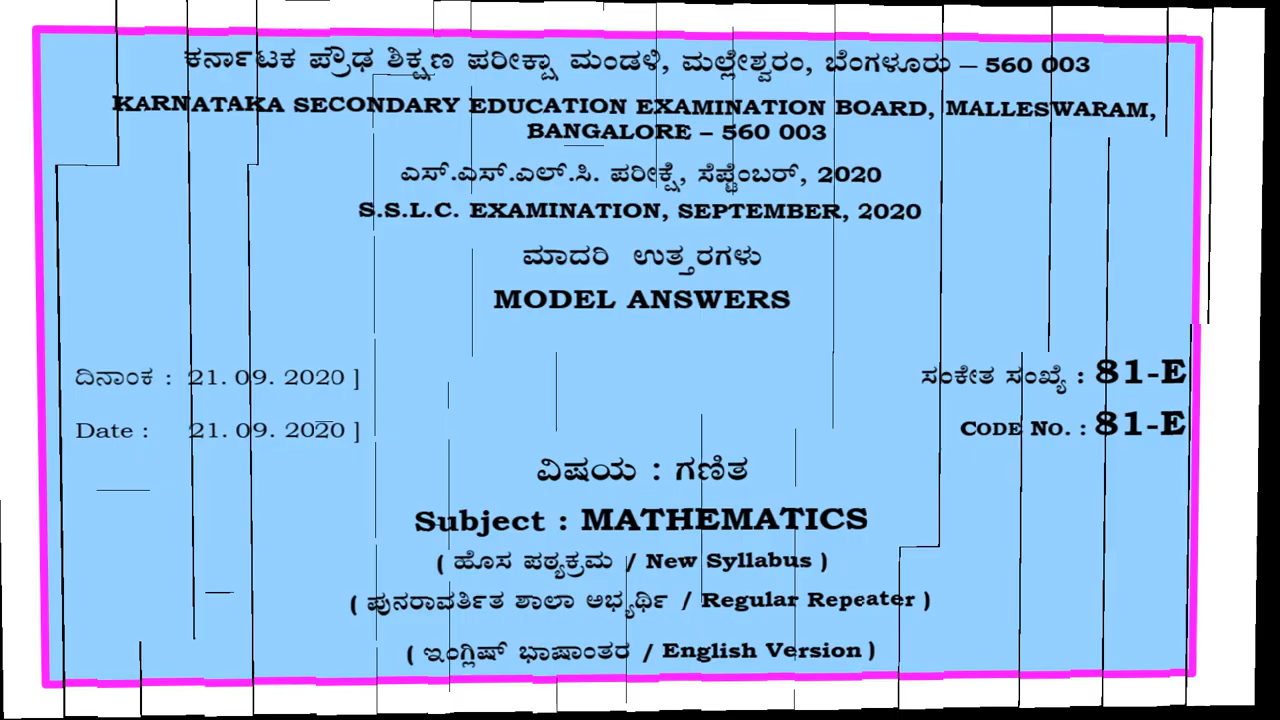 ಕರ್ನಾಟಕ ಪ್ರೌಢ ಶಿಕ್ಷಣ ಪರೀಕ್ಷಾ ಮಂಡಳಿ, ಮಲ್ಲೇಶ್ವರಂ, ಬೆಂಗಳೂರು – 560 003
KARNATAKA SECONDARY EDUCATION EXAMINATION BOARD, MALLESWARAM,
BANGALORE – 560 003
ಎಸ್.ಎಸ್.ಎಲ್.ಸಿ. ಪರೀಕ್ಷೆ, ಸೆಪ್ಟೆಂಬರ್, 2020
S.S.L.C. EXAMINATION, SEPTEMBER, 2020
ಮಾದರಿ ಉತ್ತರಗಳು
MODEL ANSWERS
ದಿನಾಂಕ : 21. 09. 2020 ] ಸಂಕೇತ ಸಂಖ್ಯೆ : 81-E
Date : 21. 09. 2020 ] CODE NO. : 81-E
ವಿಷಯ : ಗಣಿತ
Subject : MATHEMATICS
( ಹೊಸ ಪಠ್ಯಕ್ರಮ / New Syllabus )
( ಪುನರಾವರ್ತಿತ ಶಾಲಾ ಅಭ್ಯರ್ಥಿ / Regular Repeater )
( ಇಂಗ್ಲಿಷ್ ಭಾಷಾಂತರ / English Version )